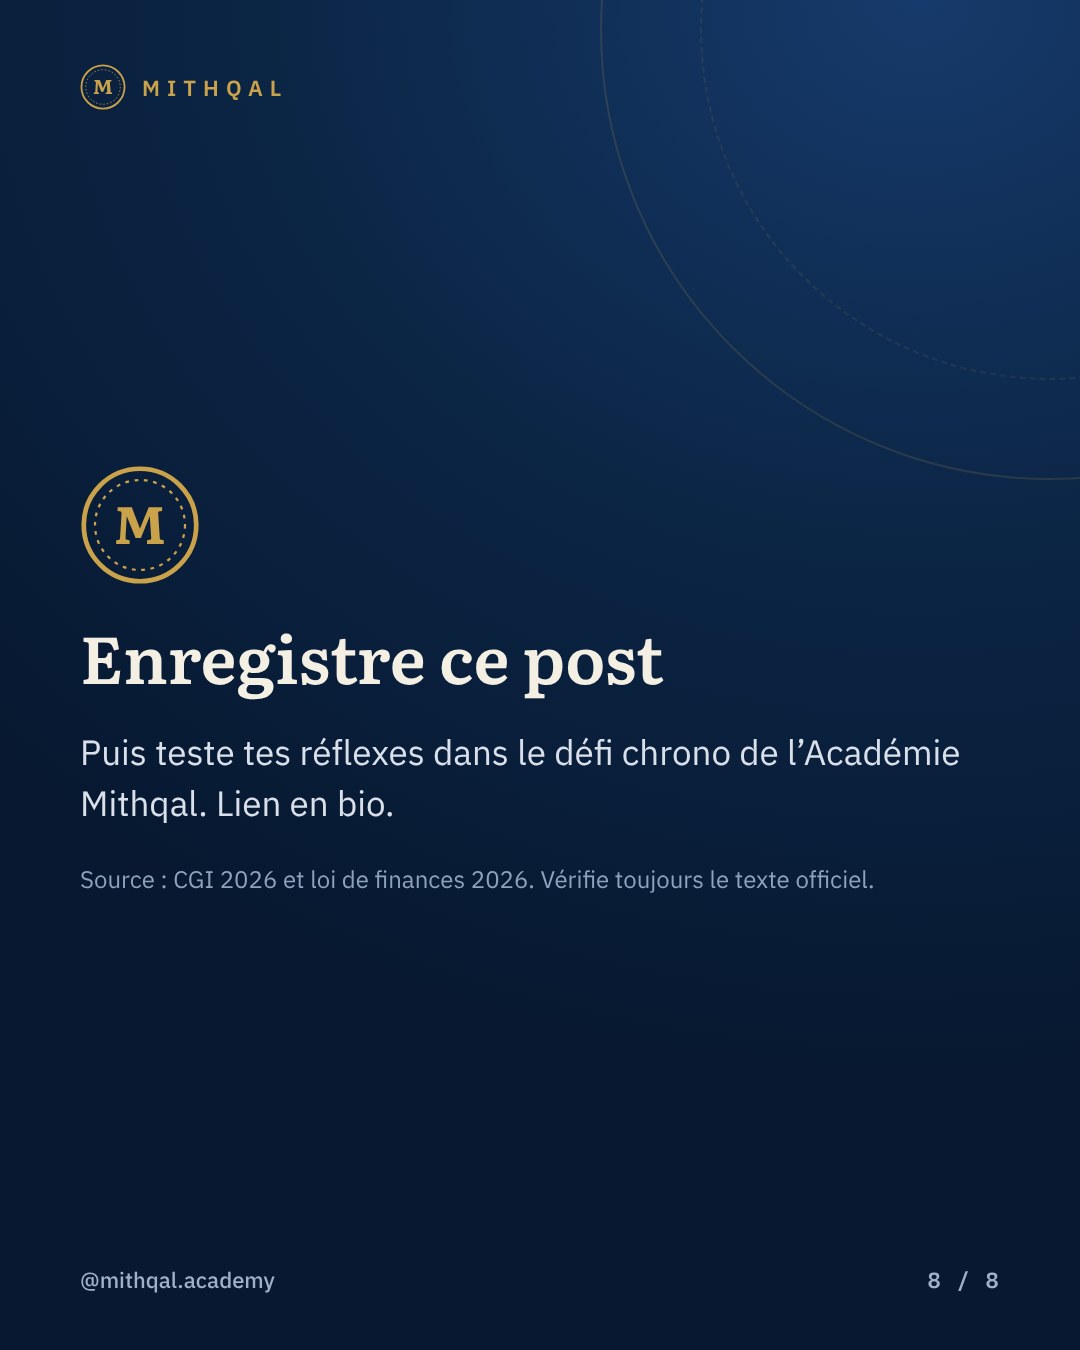 M MITHQAL
M
Enregistre ce post
Puis teste tes réflexes dans le défi chrono de l’Académie
Mithqal. Lien en bio.
Source : CGI 2026 et loi de finances 2026. Vérifie toujours le texte officiel.
@mithqal.academy
8 / 8